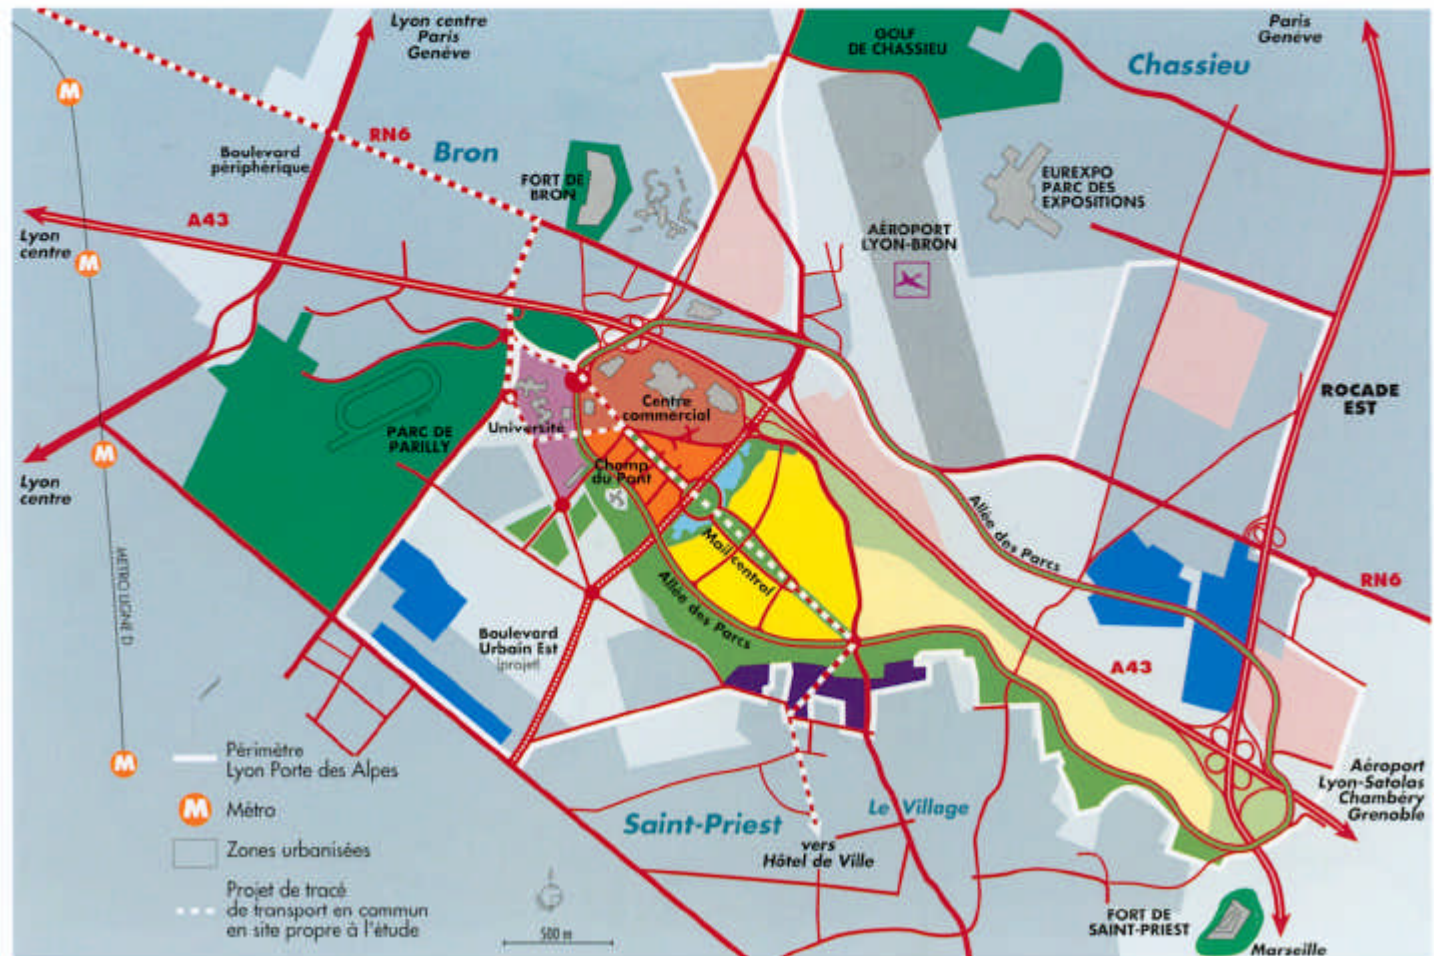 Lyon centre
Paris
Genève
GOLF
DE CHASSIEU
Paris
Genève
Chassieu
M
RN6
Bron
Boulevard
périphérique
FORT DE
BRON
EUREXPO
PARC DES
EXPOSITIONS
A43
AÉROPORT
LYON-BRON
Lyon
centre
M
ROCADE
EST
Centre
commercial
Université
PARC DE
PARILLY
M
Champ
du Pont
Lyon
centre
Allée des Parcs
METRO LIGNE D
Mail central
RN6
Allée des Parcs
Boulevard
Urbain Est
(projet)
A43
Périmètre
Lyon Porte des Alpes
M
M
Métro
Zones urbanisées
Projet de tracé
de transport en commun
en site propre à l'étude
500 m
Saint-Priest
Le Village
vers
Hôtel de Ville
Aéroport
Lyon-Satolas
Chambéry
Grenoble
FORT DE
SAINT-PRIEST
Marseille